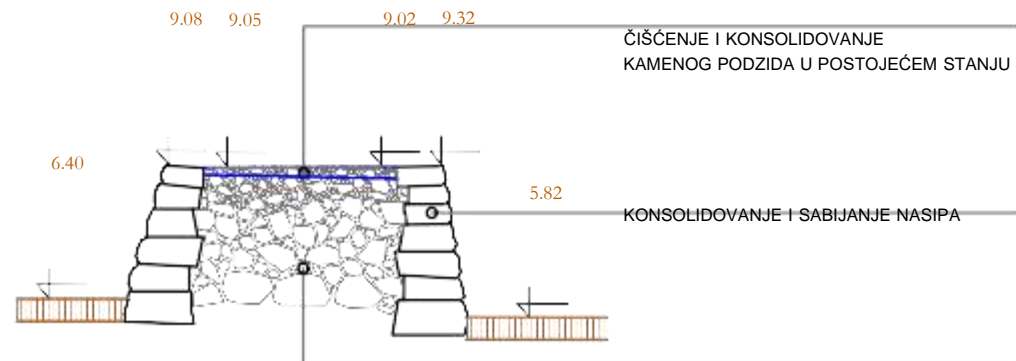 9.08 9.05 9.02 9.32
ČIŠĆENJE I KONSOLIDOVANJE
KAMENOG PODZIDA U POSTOJEĆEM STANJU
6.40
5.82
KONSOLIDOVANJE I SABIJANJE NASIPA